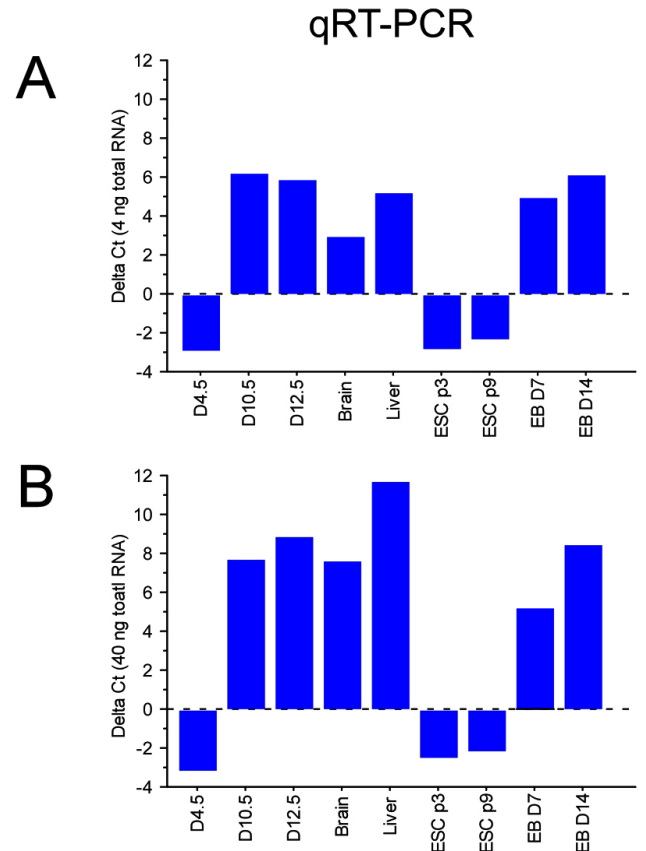 qRT-PCR
A
Delta Ct (4 ng total RNA)
12
10
8
6
4
2
0
-2
-4
D4.5
D10.5
D12.5
Brain
Liver
ESC p3
ESC p9
EB D7
EB D14
B
Delta Ct (40 ng toatl RNA)
12
10
8
6
4
2
0
-2
-4
D4.5
D10.5
D12.5
Brain
Liver
ESC p3
ESC p9
EB D7
EB D14